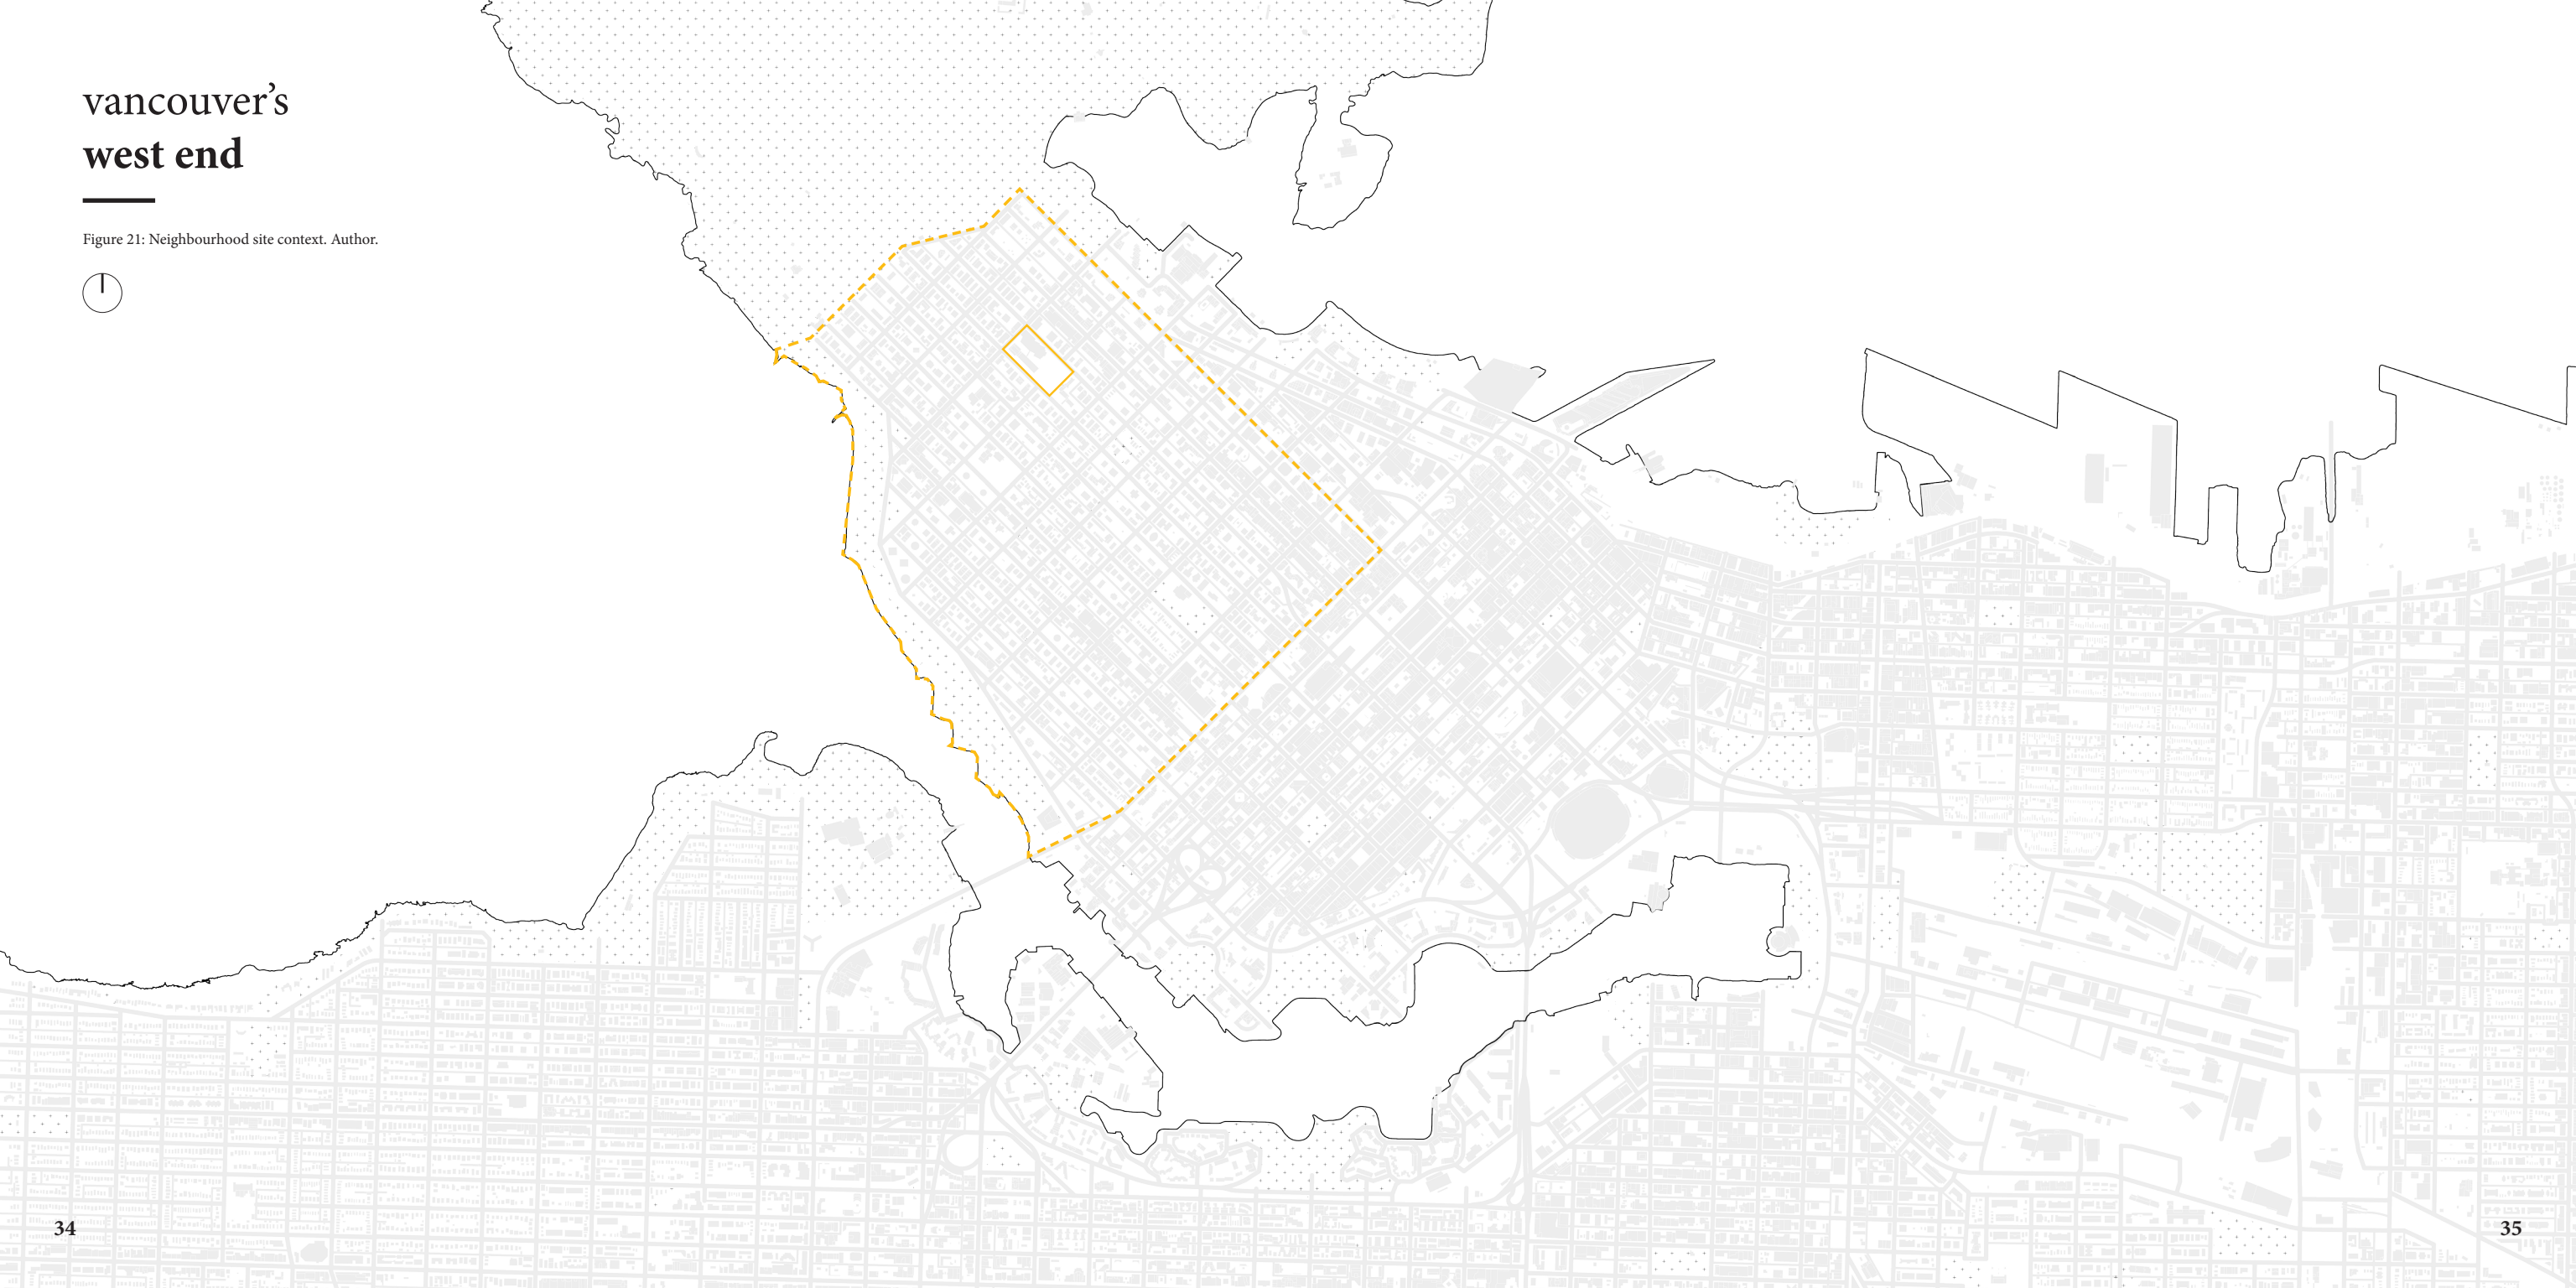 vancouver’s
west end
Figure 21: Neighbourhood site context. Author.
34
35